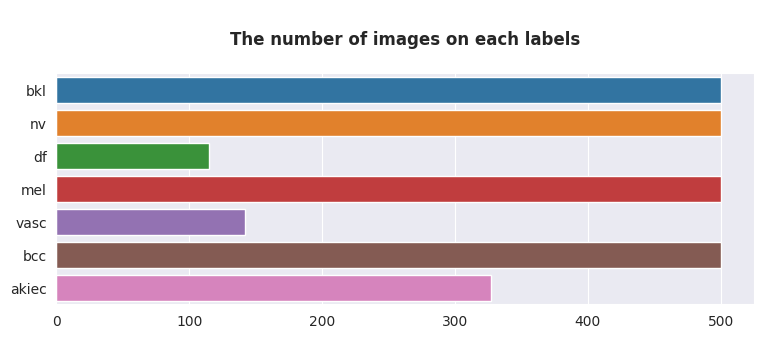 The number of images on each labels
bkl
nv
df
mel
vasc
bcc
akiec
0 100 200 300 400 500